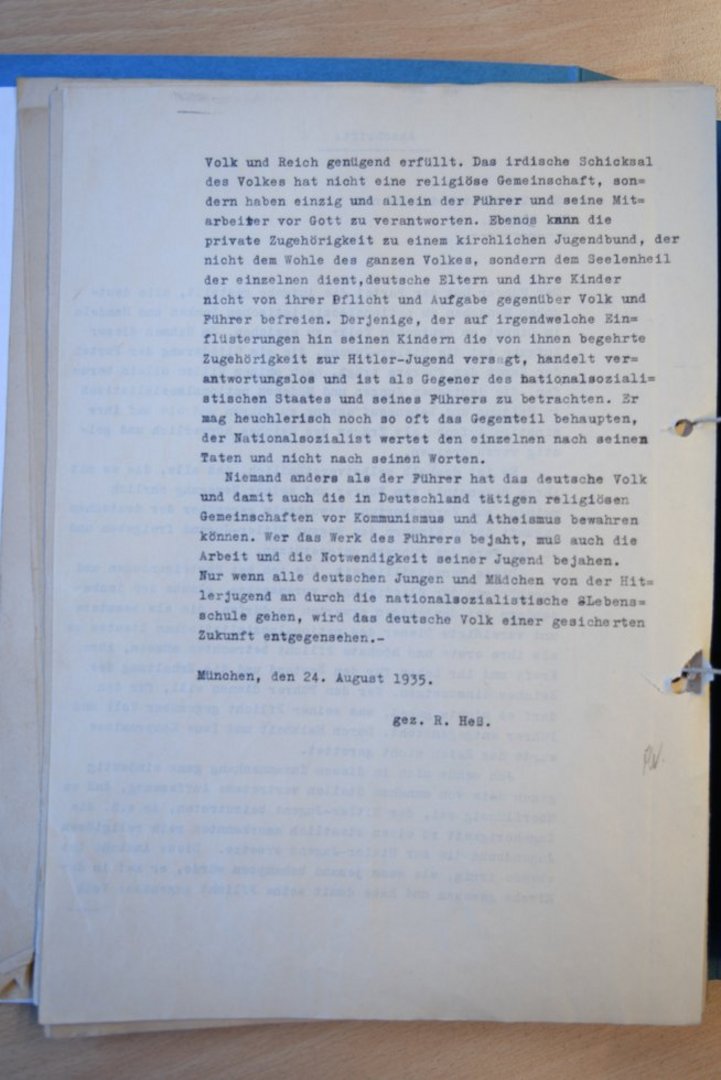 Volk und Reich genügend erfüllt. Das irdische Schicksal
des Volkes hat nicht eine religiöse Gemeinschaft, son=
dern haben einzig und allein der Führer und seine Mit=
arbeiter vor Gott zu verantworten. Ebenos kann die
private Zugehörigkeit zu einem kirchlichen Jugendbund, der
nicht dem Wohle des ganzen Volkes, sondern dem Seelenheil
der einzelnen dient,deutsche Eltern und ihre Kinder
nicht von ihrer Pflicht und Aufgabe gegenüber Volk und
Führer befreien. Derjenige, der auf irgendwelche Ein=
flüsterungen hin seinen Kindern die von ihnen begehrte
Zugehörigkeit zur Hitler-Jugend versagt, handelt ver=
antwortungslos und ist als Gegener des nationalsoziali=
stischen Staates und seines Führers zu betrachten. Er
mag heuchlerisch noch so oft das Gegenteil behaupten,
der Nationalsozialist wertet den einzelnen nach seinen
Taten und nicht nach seinen Worten.
Niemand anders als der Führer hat das deutsche Volk
und damit auch die in Deutschland tätigen religiösen
Gemeinschaften vor Kommunismus und Atheismus bewahren
können. Wer das Werk des Führers bejaht, muß auch die
Arbeit und die Notwendigkeit seiner Jugend bejahen.
Nur wenn alle deutschen Jungen und Mädchen von der Hit=
lerjugend an durch die nationalsozialistische Lebens=
schule gehen, wird das deutsche Volk einer gesicherten
Zukunft entgegensehen.-
München, den 24. August 1935.
gez. R. Heß.